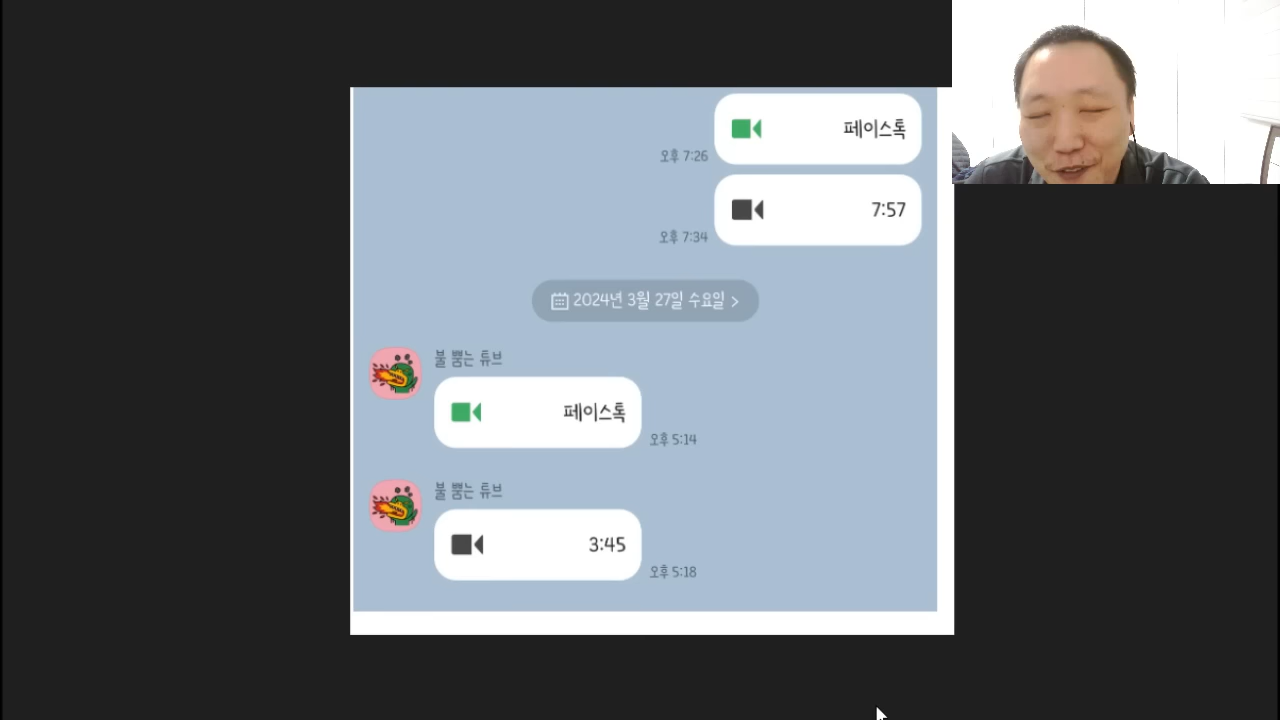 페이스톡
오후 7:26
7:57
오후 7:34
2024년 3월 27일 수요일 >
불 뿜는 튜브
페이스톡
오후 5:14
불 뿜는 튜브
3:45
오후 5:18